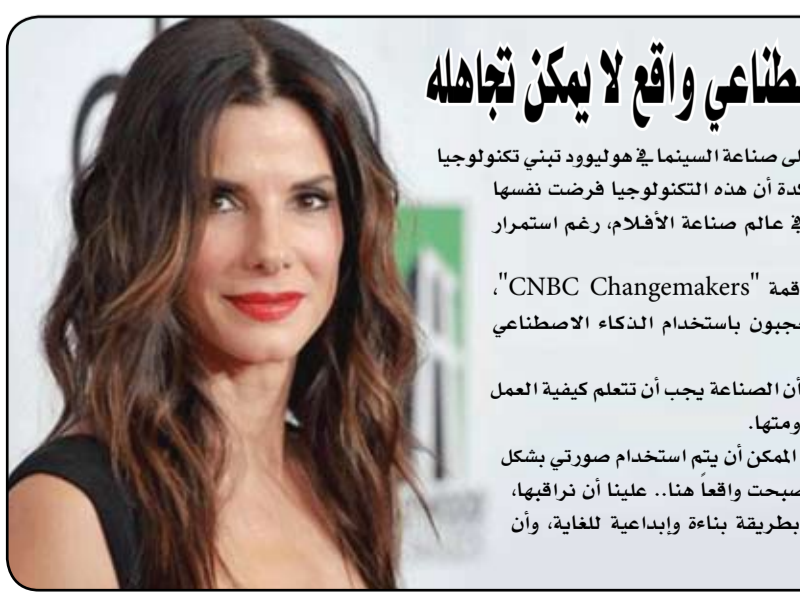 طناعي واقع لا يمكن تجاهله
لى صناعة السينما في هوليوود تبني تكنولوجيا
كدة أن هذه التكنولوجيا فرضت نفسها
في عالم صناعة الأفلام، رغم استمرار
قمة "CNBC Changemakers"،
عجبون باستخدام الذكاء الاصطناعي
أن الصناعة يجب أن تتعلم كيفية العمل
ومتها.
الممكن أن يتم استخدام صورتي بشكل
صبحت واقعاً هنا.. علينا أن نراقبها،
بطريقة بناءة وإبداعية للغاية، وأن